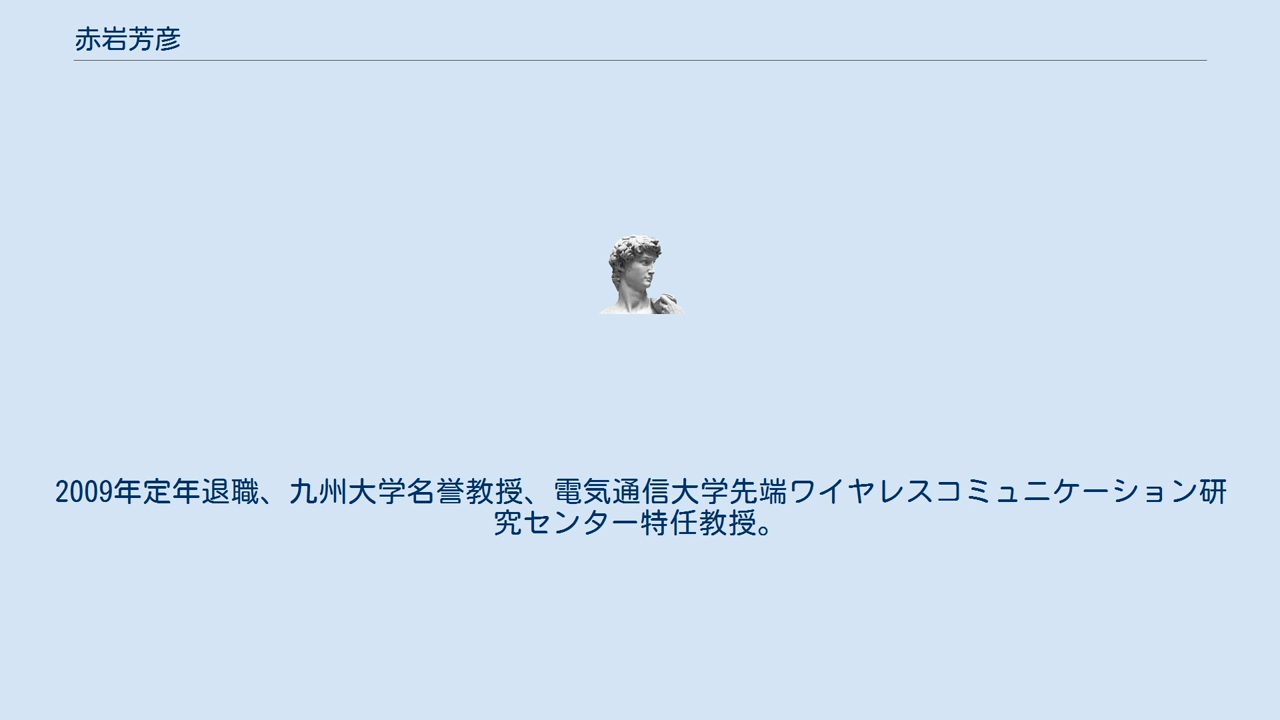 赤岩芳彦
2009年定年退職、九州大学名誉教授、電気通信大学先端ワイヤレスコミュニケーション研
究センター特任教授。